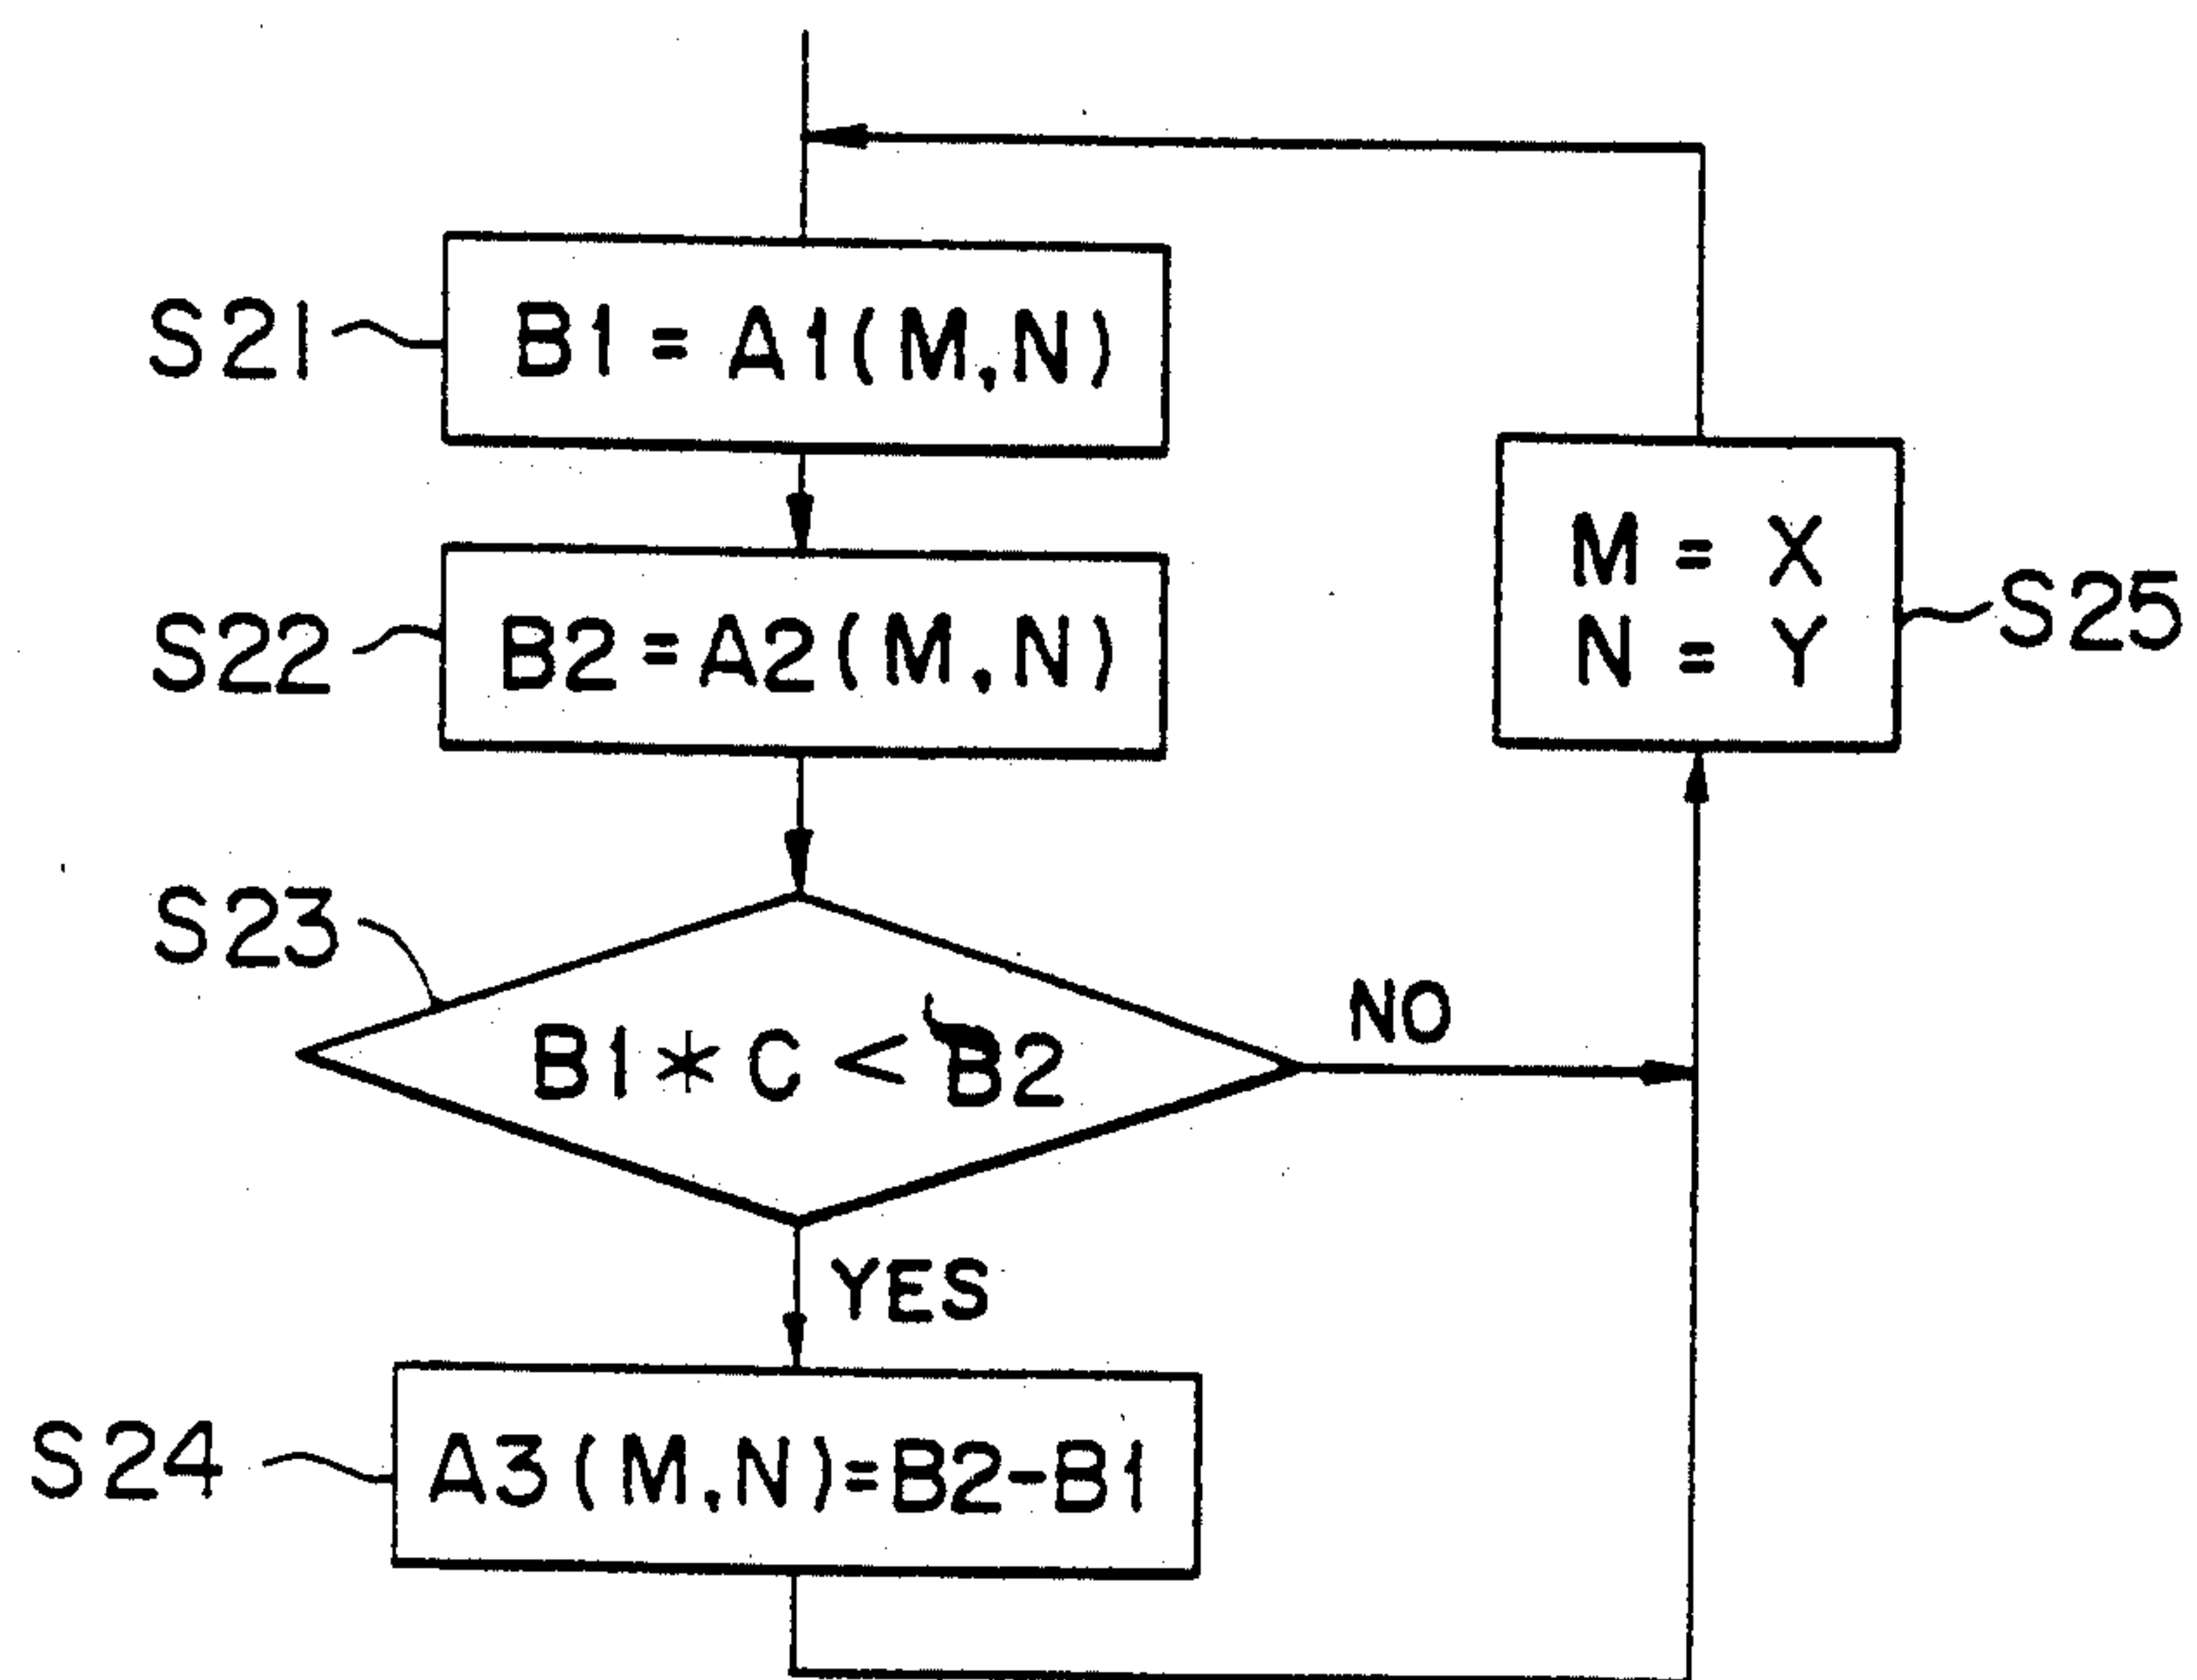 S21
B1 = A1(M,N)
S22
B2 = A2(M,N)
M = X
N = Y
S25
S23
B1 * C < B2
NO
YES
S24
A3(M,N)=B2-B1